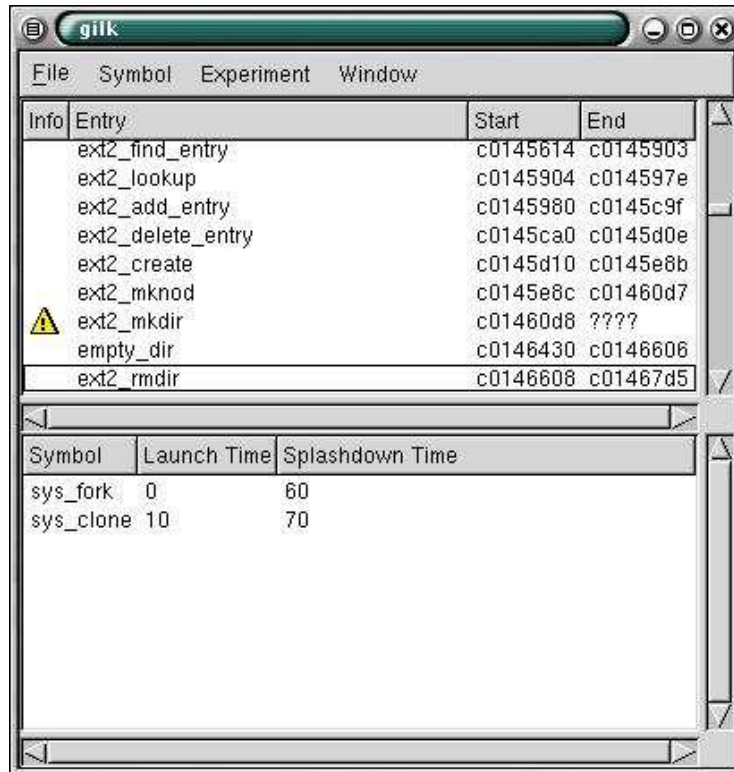 gilk
File Symbol Experiment Window
Info Entry Start End
ext2_find_entry c0145614 c0145903
ext2_lookup c0145904 c014597e
ext2_add_entry c0145980 c0145c9f
ext2_delete_entry c0145ca0 c0145d0e
ext2_create c0145d10 c0145e8b
ext2_mknod c0145e8c c01460d7
ext2_mkdir c01460d8 ????
empty_dir c0146430 c0146606
ext2_rmdir c0146608 c01467d5
Symbol Launch Time Splashdown Time
sys_fork 0 60
sys_clone 10 70